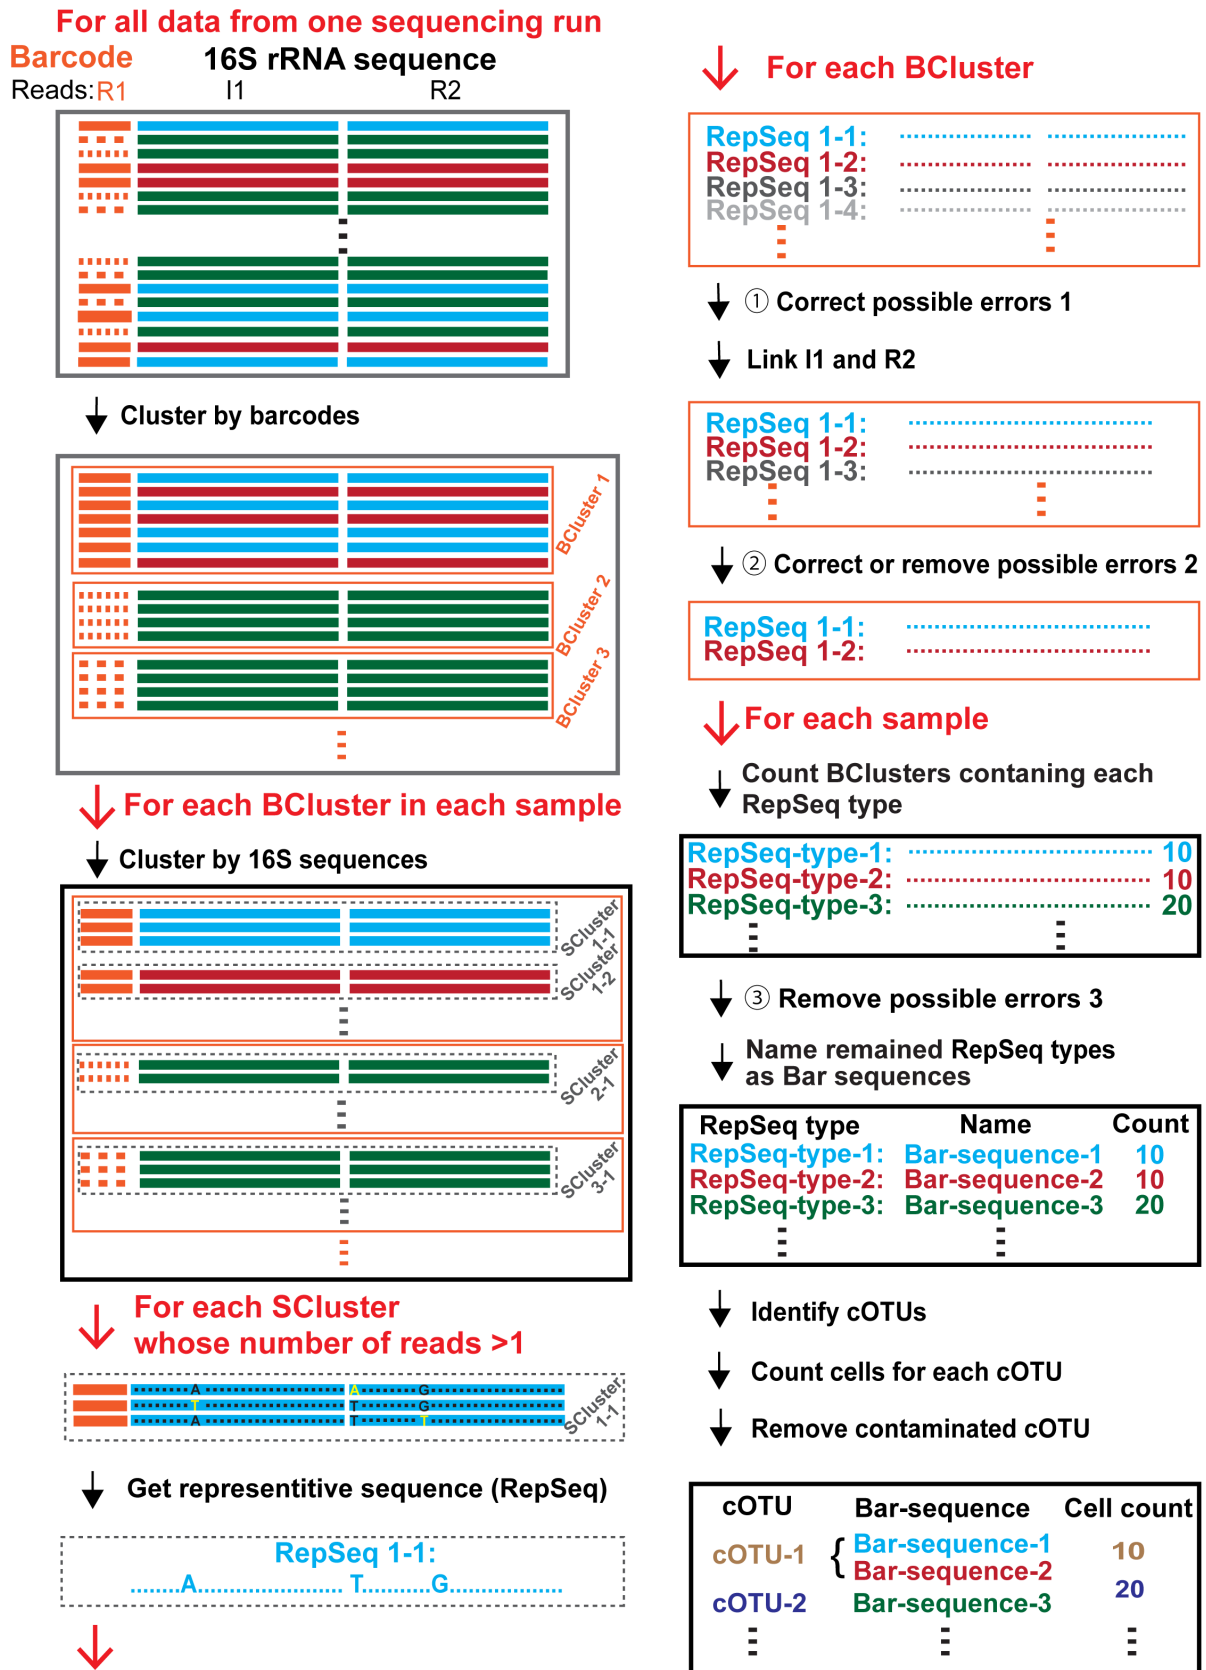 For all data from one sequencing run
Barcode 16S rRNA sequence
Reads: R1 I1 R2
Cluster by barcodes
BCluster 1
BCluster 2
BCluster 3
For each BCluster in each sample
Cluster by 16S sequences
SCluster
1-1
SCluster
1-2
SCluster
2-1
SCluster
3-1
For each SCluster
whose number of reads >1
A A G
T T G
A T T
SCluster
1-1
Get representitive sequence (RepSeq)
RepSeq 1-1:
........A....................... T..........G.................
For each BCluster
RepSeq 1-1:
RepSeq 1-2:
RepSeq 1-3:
RepSeq 1-4:
① Correct possible errors 1
Link I1 and R2
RepSeq 1-1:
RepSeq 1-2:
RepSeq 1-3:
② Correct or remove possible errors 2
RepSeq 1-1:
RepSeq 1-2:
For each sample
Count BClusters contaning each
RepSeq type
RepSeq-type-1: 10
RepSeq-type-2: 10
RepSeq-type-3: 20
③ Remove possible errors 3
Name remained RepSeq types
as Bar sequences
RepSeq type Name Count
RepSeq-type-1: Bar-sequence-1 10
RepSeq-type-2: Bar-sequence-2 10
RepSeq-type-3: Bar-sequence-3 20
Identify cOTUs
Count cells for each cOTU
Remove contaminated cOTU
cOTU Bar-sequence Cell count
cOTU-1 { Bar-sequence-1 10
Bar-sequence-2
cOTU-2 Bar-sequence-3 20